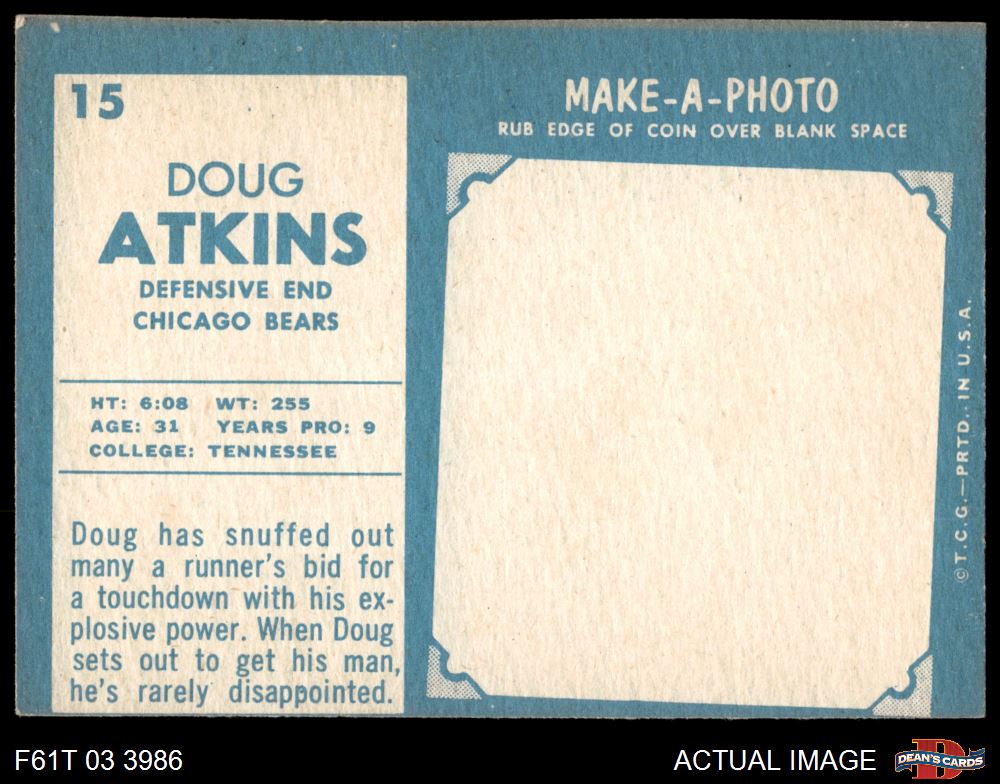 15
DOUG
ATKINS
DEFENSIVE END
CHICAGO BEARS
HT: 6:08 WT: 255
AGE: 31 YEARS PRO: 9
COLLEGE: TENNESSEE
Doug has snuffed out
many a runner's bid for
a touchdown with his ex-
plosive power. When Doug
sets out to get his man,
he's rarely disappointed.
MAKE-A-PHOTO
RUB EDGE OF COIN OVER BLANK SPACE
©T.C.G.—PRTD. IN U.S.A.
F61T 03 3986
ACTUAL IMAGE
D
DEAN'S CARDS